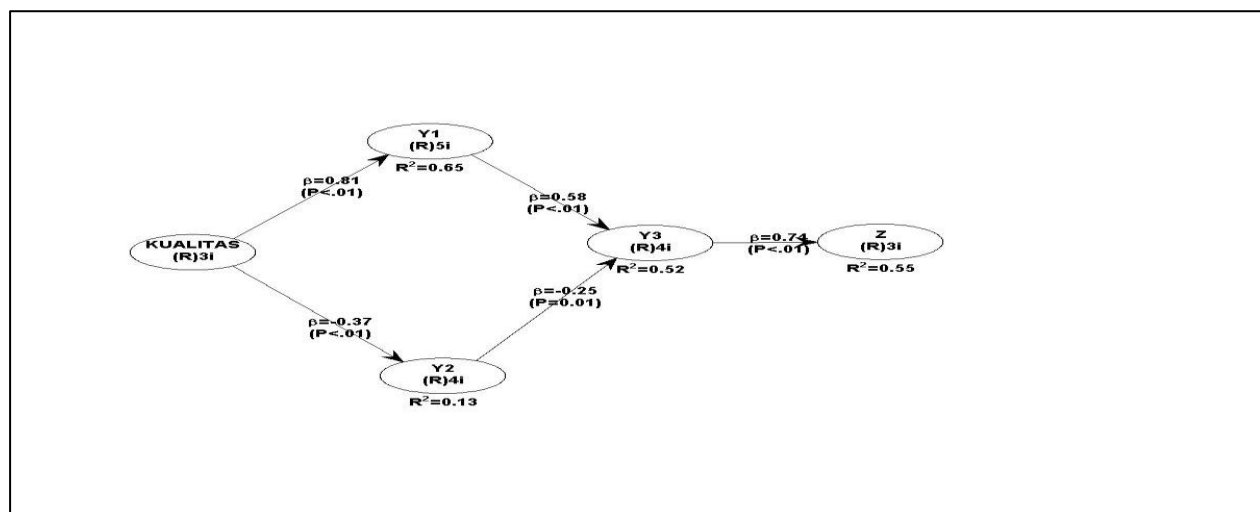 Y1
(R)5i
R²=0.65
β=0.81
(P<.01)
β=0.58
(P<.01)
KUALITAS
(R)3i
Y3
(R)4i
R²=0.52
β=0.74
(P<.01)
Z
(R)3i
R²=0.55
β=-0.25
(P=0.01)
β=-0.37
(P<.01)
Y2
(R)4i
R²=0.13